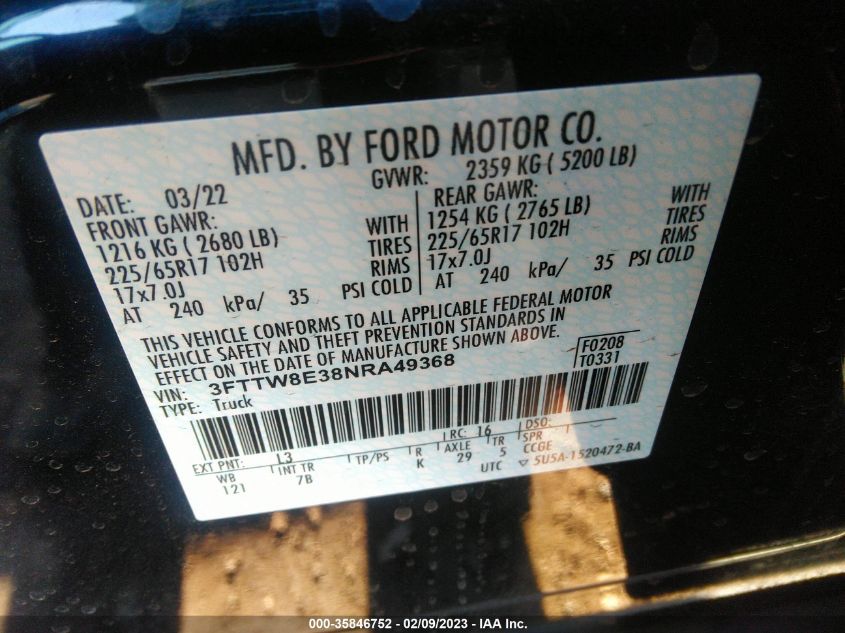 MFD. BY FORD MOTOR CO.
DATE: 03/22 GVWR: 2359 KG ( 5200 LB)
FRONT GAWR: REAR GAWR:
1216 KG ( 2680 LB) WITH 1254 KG ( 2765 LB) WITH
225/65R17 102H TIRES 225/65R17 102H TIRES
17x7.0J RIMS 17x7.0J RIMS
AT 240 kPa/ 35 PSI COLD AT 240 kPa/ 35 PSI COLD
THIS VEHICLE CONFORMS TO ALL APPLICABLE FEDERAL MOTOR
VEHICLE SAFETY AND THEFT PREVENTION STANDARDS IN
EFFECT ON THE DATE OF MANUFACTURE SHOWN ABOVE.
VIN: 3FTTW8E38NRA49368 F0208
TYPE: Truck T0331
EXT PNT: L3 RC: 16 DSO:
WB INT TR TP/PS R AXLE TR SPR
121 7B K 29 5 CCGE
UTC ▽ 5U5A-1520472-BA
000-35846752 - 02/09/2023 - IAA Inc.